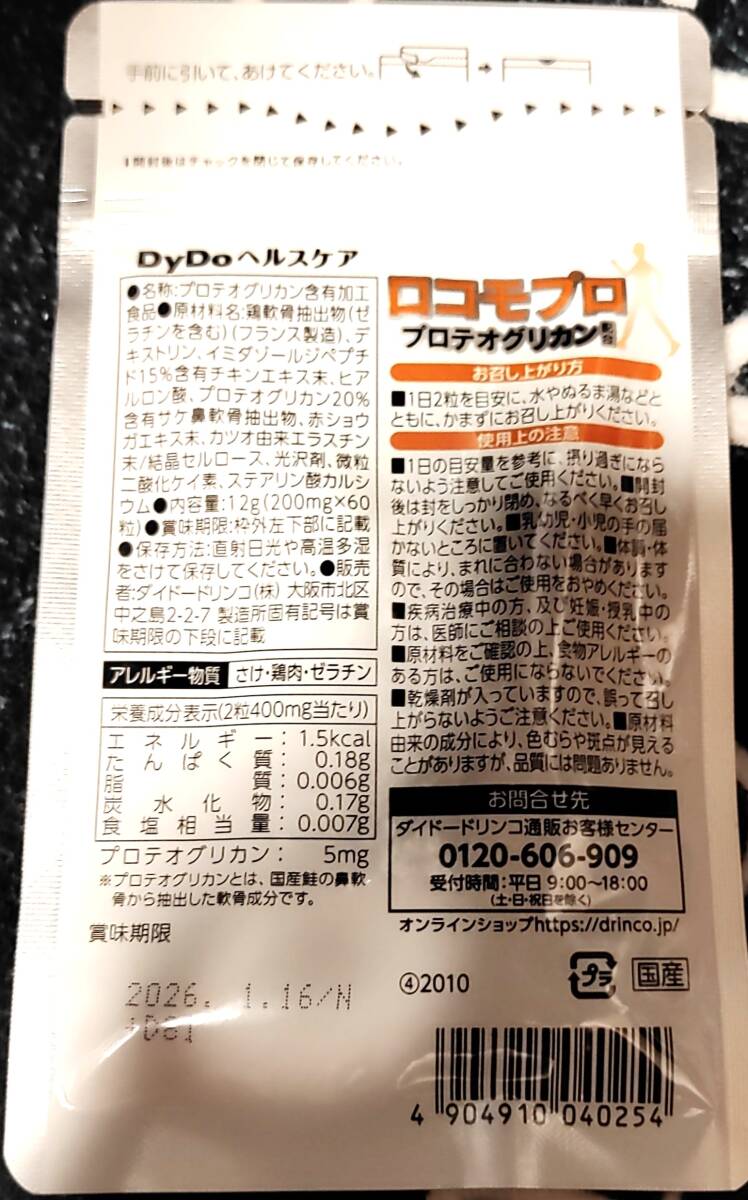 手前に引いて、あけてください。
開封後はチャックを閉じて保存してください。
DyDoヘルスケア
●名称:プロテオグリカン含有加工
食品●原材料名:鶏軟骨抽出物(ゼ
ラチンを含む)(フランス製造)、デ
キストリン、イミダゾールジペプチ
ド15%含有チキンエキス末、ヒアル
ロン酸、プロテオグリカン20%
含有サケ鼻軟骨抽出物、赤ショウ
ガエキス末、カツオ由来エラスチン
末/結晶セルロース、光沢剤、微粒
二酸化ケイ素、ステアリン酸カルシ
ウム●内容量:12g(200mg×60
粒)●賞味期限:枠外左下部に記載
●保存方法:直射日光や高温多湿
をさけて保存してください。●販売
者:ダイドードリンコ(株) 大阪市北区
中之島2-2-7 製造所固有記号は賞
味期限の下段に記載
アレルギー物質 さけ・鶏肉・ゼラチン
栄養成分表示(2粒400mg当たり)
エネルギー: 1.5kcal
たんぱく質: 0.18g
脂質: 0.006g
炭水化物: 0.17g
食塩相当量: 0.007g
プロテオグリカン: 5mg
※プロテオグリカンとは、国産鮭の鼻軟
骨から抽出した軟骨成分です。
賞味期限
2026. 1.16/N
+D81
ロコモプロ
プロテオグリカン配合
お召し上がり方
■1日2粒を目安に、水やぬるま湯などと
ともに、かまずにお召し上がりください。
使用上の注意
■1日の目安量を参考に、摂り過ぎになら
ないよう注意してご使用ください。■開封
後は封をしっかり閉め、なるべく早くお召し
上がりください。■乳幼児・小児の手の届
かないところに置いてください。■体調・体
質により、まれに合わない場合があります
ので、その場合はご使用をおやめください。
■疾病治療中の方、及び妊娠・授乳中の
方は、医師にご相談の上ご使用ください。
■原材料をご確認の上、食物アレルギーの
ある方は、ご使用にならないでください。
■乾燥剤が入っていますので、誤って召し
上がらないようご注意ください。■原材料
由来の成分により、色むらや斑点が見える
ことがありますが、品質には問題ありません。
お問合せ先
ダイドードリンコ通販お客様センター
0120-606-909
受付時間:平日 9:00～18:00
(土・日・祝日を除く)
オンラインショップhttps://drinco.jp/
④2010
プラ
国産
4 904910 040254